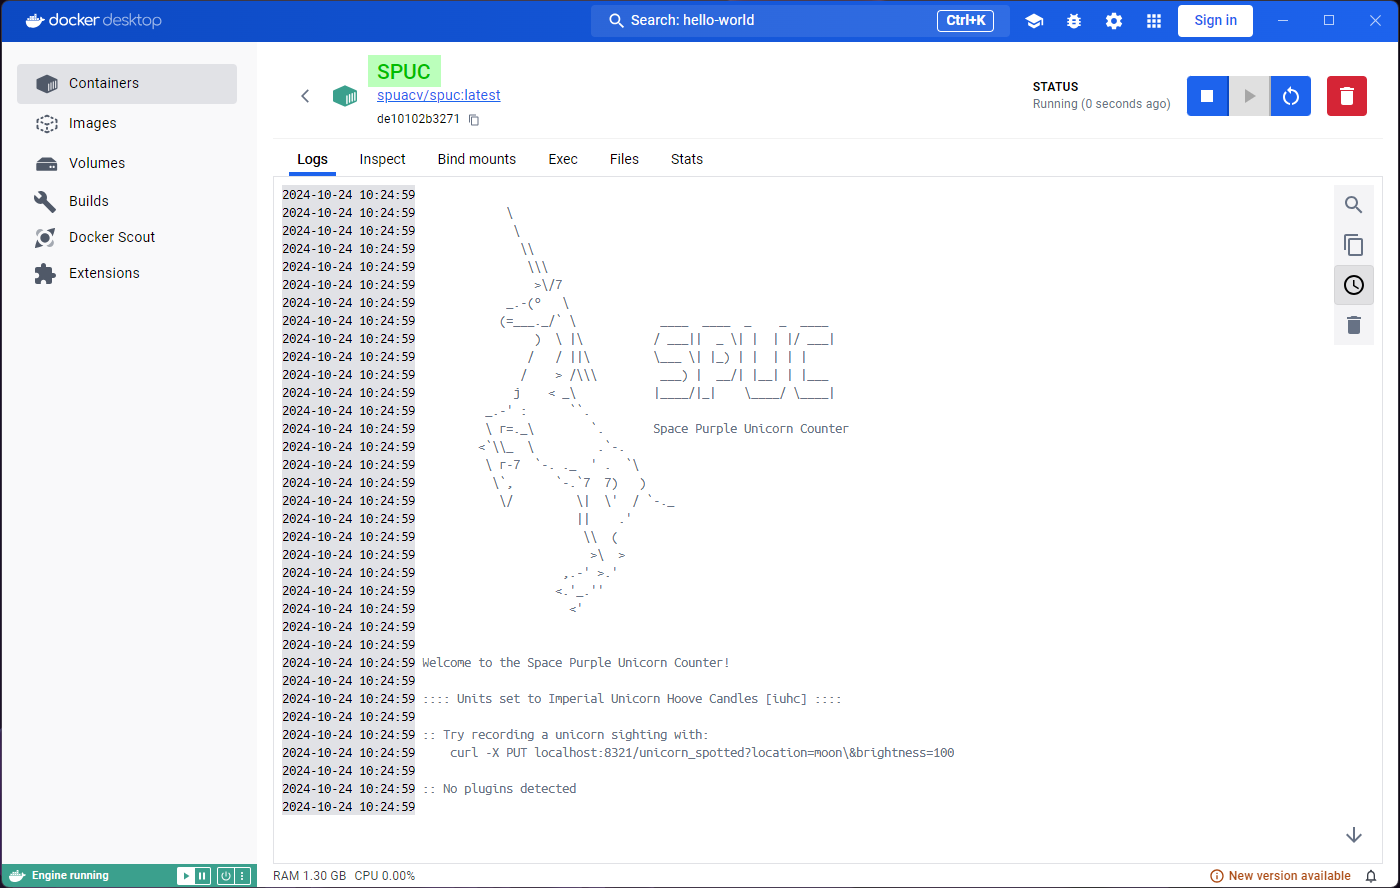 docker desktop
Search: hello-world
Ctrl+K
Sign in
Containers
Images
Volumes
Builds
Docker Scout
Extensions
SPUC
spuacv/spuc:latest
de10102b3271
STATUS
Running (0 seconds ago)
Logs Inspect Bind mounts Exec Files Stats
2024-10-24 10:24:59
2024-10-24 10:24:59                 \
2024-10-24 10:24:59                  \
2024-10-24 10:24:59                   \\
2024-10-24 10:24:59                    \\\
2024-10-24 10:24:59                     >\/7
2024-10-24 10:24:59                 _.-(º   \
2024-10-24 10:24:59                (=___._/` \            ____  ____  _    _  ____
2024-10-24 10:24:59                     )  \ |\          / ___||  _ \| |  | |/ ___|
2024-10-24 10:24:59                    /   / ||\         \___ \| |_) | |  | | |
2024-10-24 10:24:59                   /    > /\\\         ___) |  __/| |__| | |___
2024-10-24 10:24:59                  j    < _\           |____/|_|    \____/ \____|
2024-10-24 10:24:59              _.-' :      ``.
2024-10-24 10:24:59              \ r=._\        `.       Space Purple Unicorn Counter
2024-10-24 10:24:59             <`\\_  \         .`-.
2024-10-24 10:24:59              \ r-7  `-. ._  ' .  `\
2024-10-24 10:24:59               \`,      `-.`7  7)   )
2024-10-24 10:24:59                \/         \|  \'  / `-._
2024-10-24 10:24:59                           ||    .'
2024-10-24 10:24:59                            \\  (
2024-10-24 10:24:59                             >\  >
2024-10-24 10:24:59                         ,.-' >.'
2024-10-24 10:24:59                        <.'_.''
2024-10-24 10:24:59                          <'
2024-10-24 10:24:59
2024-10-24 10:24:59
2024-10-24 10:24:59 Welcome to the Space Purple Unicorn Counter!
2024-10-24 10:24:59
2024-10-24 10:24:59 :::: Units set to Imperial Unicorn Hoove Candles [iuhc] ::::
2024-10-24 10:24:59
2024-10-24 10:24:59 :: Try recording a unicorn sighting with:
2024-10-24 10:24:59     curl -X PUT localhost:8321/unicorn_spotted?location=moon\&brightness=100
2024-10-24 10:24:59
2024-10-24 10:24:59 :: No plugins detected
2024-10-24 10:24:59
Engine running
RAM 1.30 GB CPU 0.00%
New version available